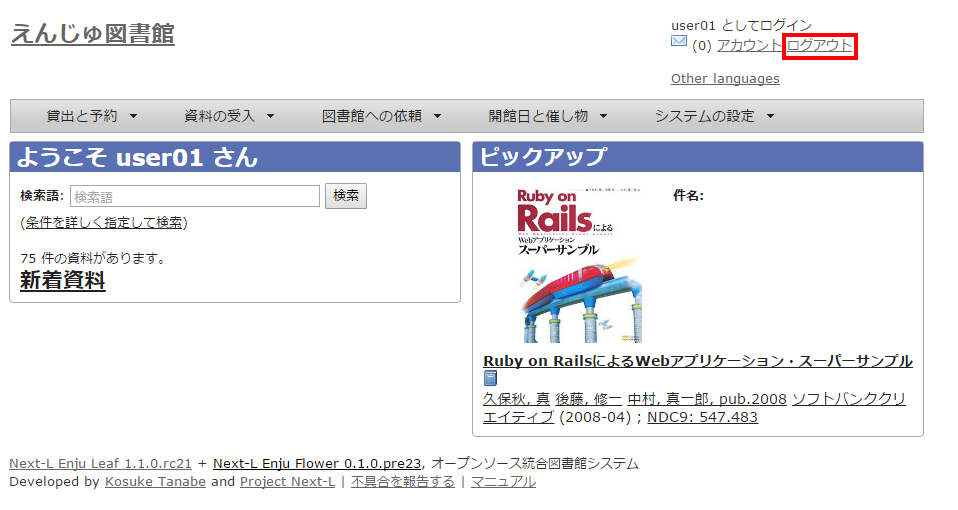 えんじゅ図書館
user01 としてログイン
(0) アカウント ログアウト
Other languages
貸出と予約 資料の受入 図書館への依頼 開館日と催し物 システムの設定
ようこそ user01 さん
検索語: 検索語 検索
(条件を詳しく指定して検索)
75 件の資料があります。
新着資料
ピックアップ
Ruby on
Railsによる
Webアプリケーション
スーパーサンプル
件名:
Ruby on RailsによるWebアプリケーション・スーパーサンプル
久保秋, 真 後藤, 修一 中村, 真一郎, pub.2008 ソフトバンククリ
エイティブ (2008-04) ; NDC9: 547.483
Next-L Enju Leaf 1.1.0.rc21 + Next-L Enju Flower 0.1.0.pre23, オープンソース統合図書館システム
Developed by Kosuke Tanabe and Project Next-L | 不具合を報告する | マニュアル